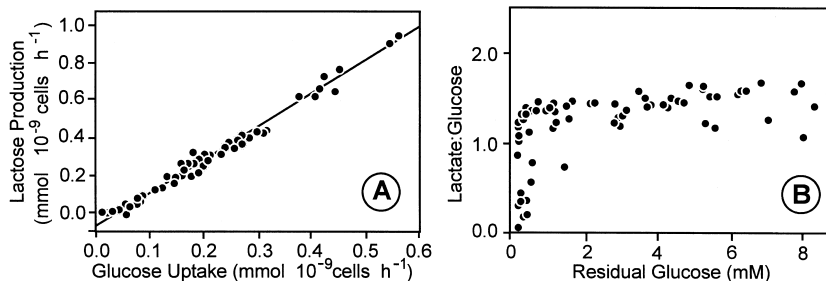 Lactose Production
(mmol 10⁻⁹ cells h⁻¹)
1.0
0.8
0.6
0.4
0.2
0.0
A
0.0 0.1 0.2 0.3 0.4 0.5 0.6
Glucose Uptake (mmol 10⁻⁹cells h⁻¹)
Lactate:Glucose
2.0
1.0
0.0
B
0 2 4 6 8
Residual Glucose (mM)